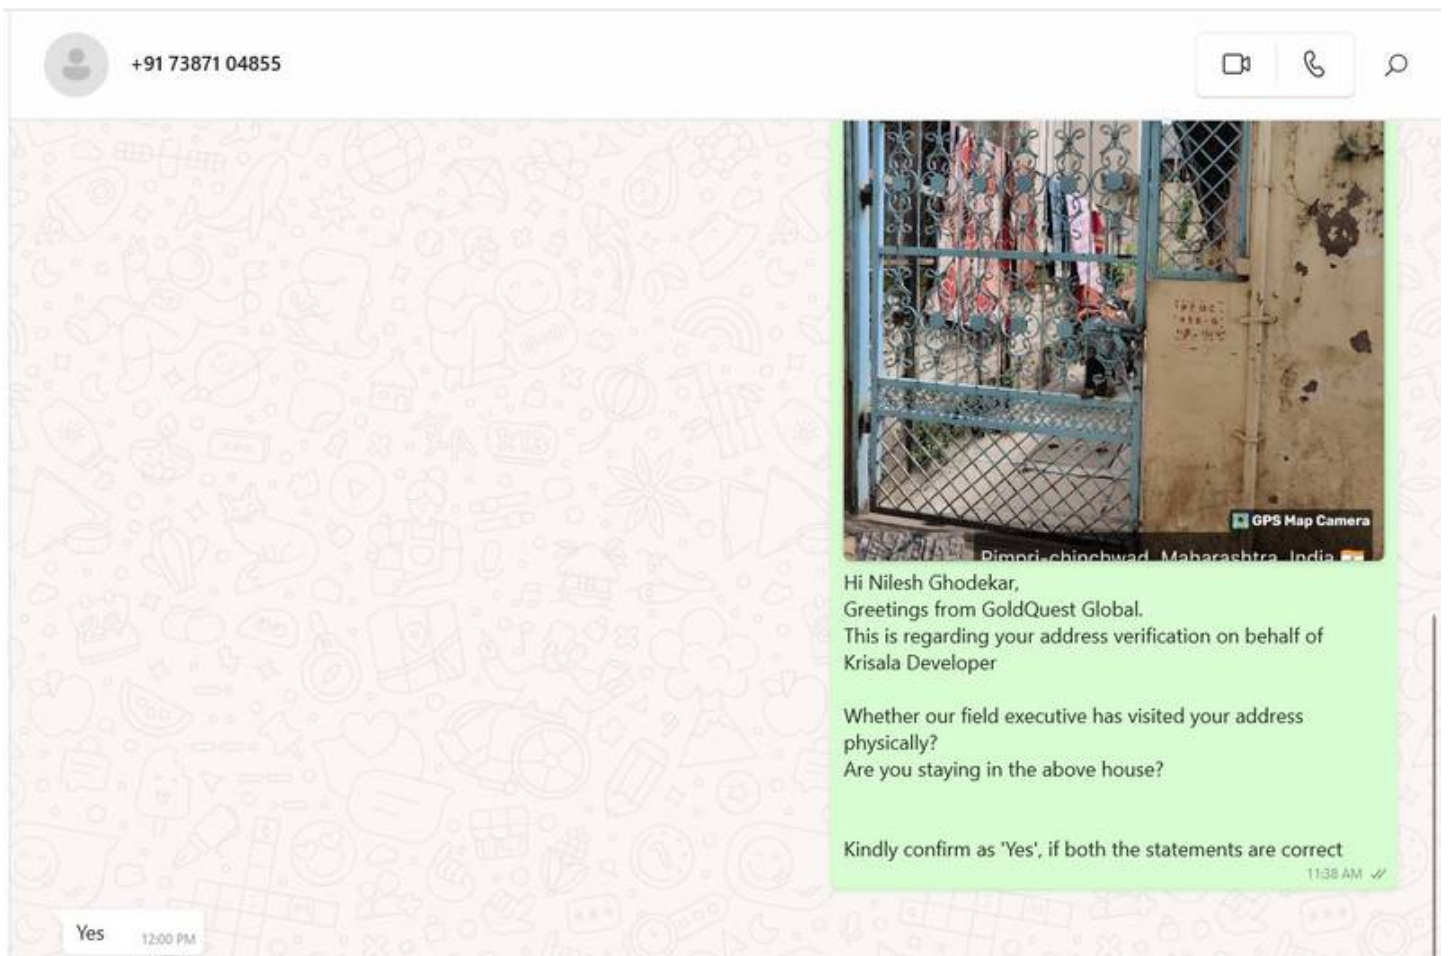 +91 73871 04855
GPS Map Camera
Pimpri-chinchwad, Maharashtra, India
Hi Nilesh Ghodekar,
Greetings from GoldQuest Global.
This is regarding your address verification on behalf of
Krisala Developer
Whether our field executive has visited your address
physically?
Are you staying in the above house?
Kindly confirm as 'Yes', if both the statements are correct
11:38 AM
Yes
12:00 PM